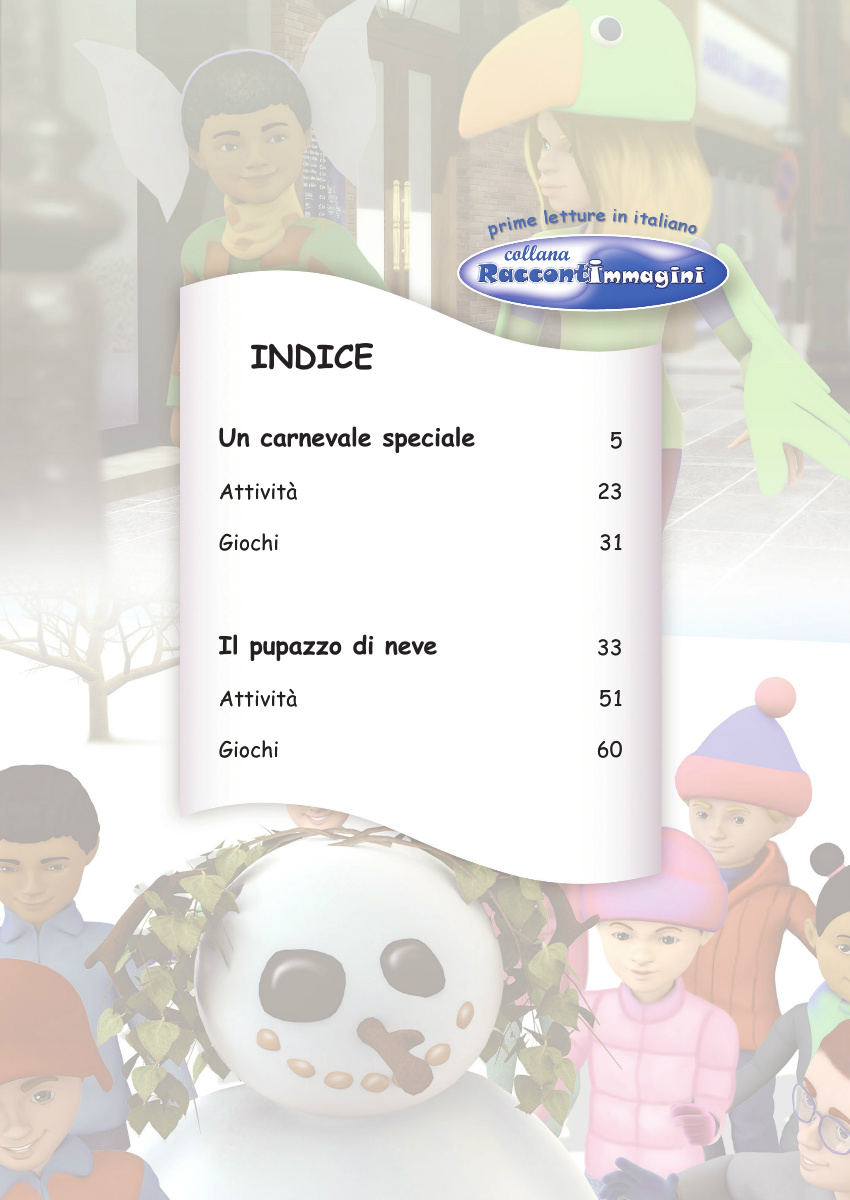 prime letture in italiano
collana
Raccontimmagini
INDICE
Un carnevale speciale 5
Attività 23
Giochi 31
Il pupazzo di neve 33
Attività 51
Giochi 60